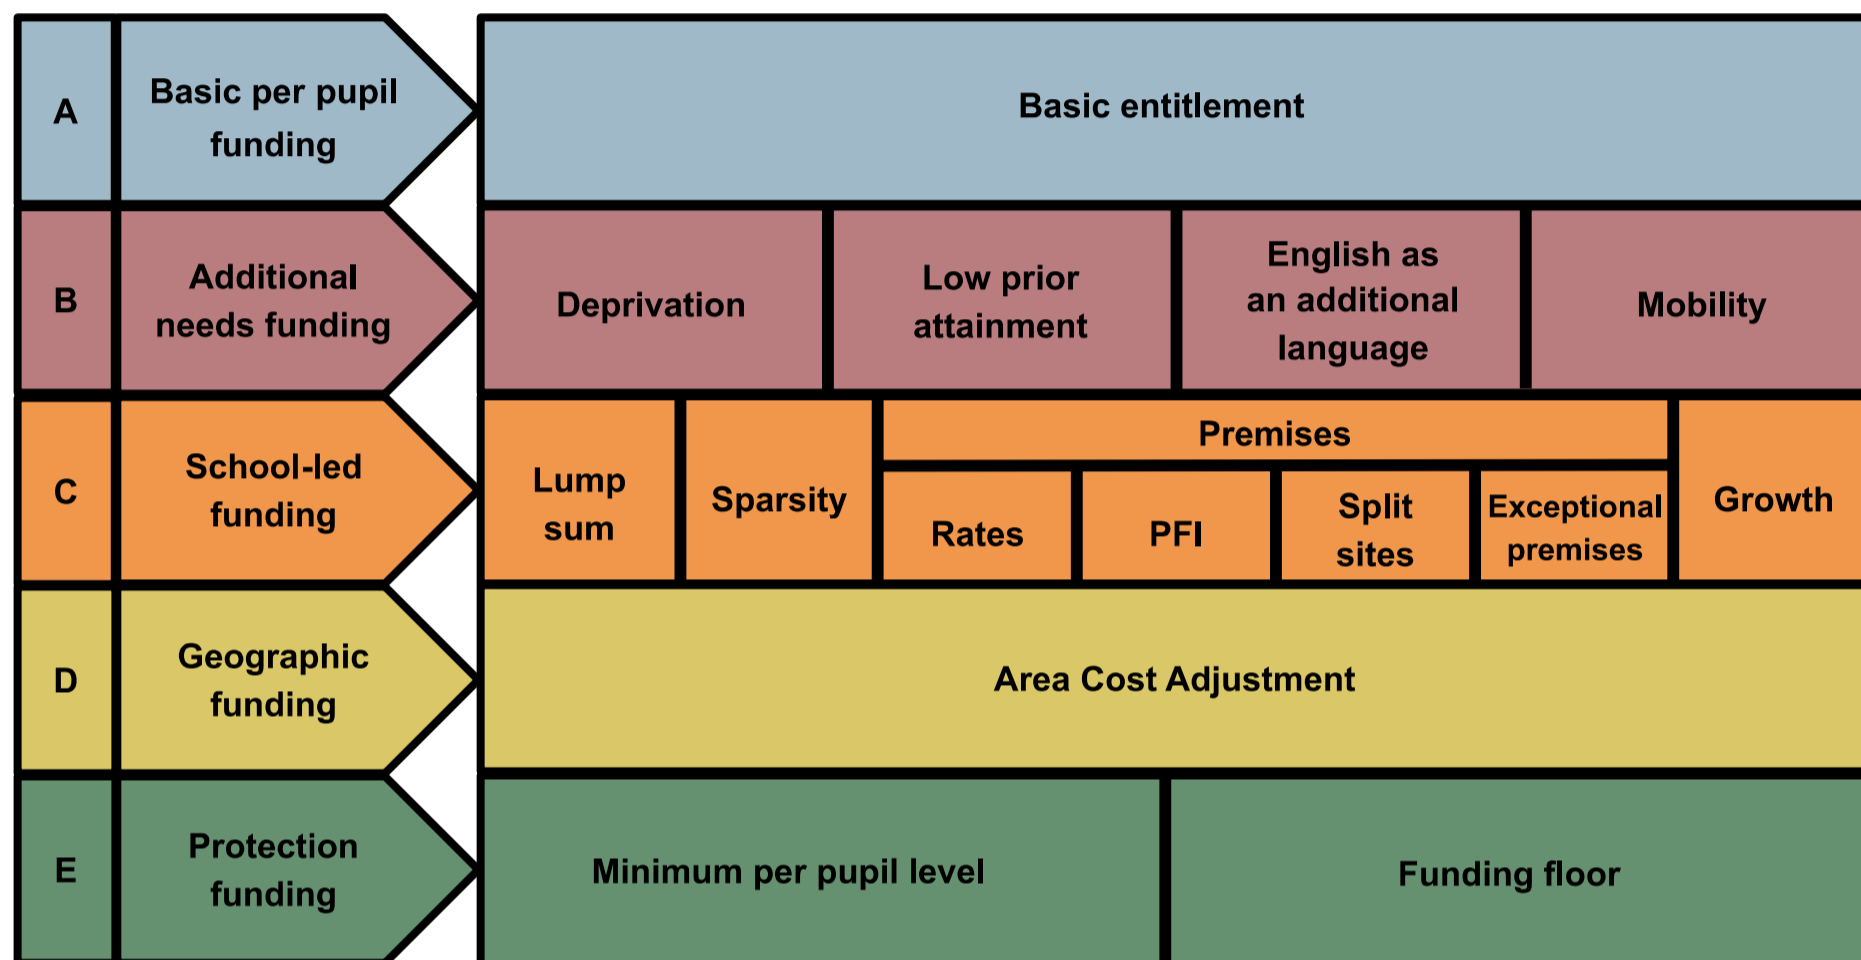 A
Basic per pupil
funding
Basic entitlement
B
Additional
needs funding
Deprivation
Low prior
attainment
English as
an additional
language
Mobility
C
School-led
funding
Lump
sum
Sparsity
Premises
Rates
PFI
Split
sites
Exceptional
premises
Growth
D
Geographic
funding
Area Cost Adjustment
E
Protection
funding
Minimum per pupil level
Funding floor